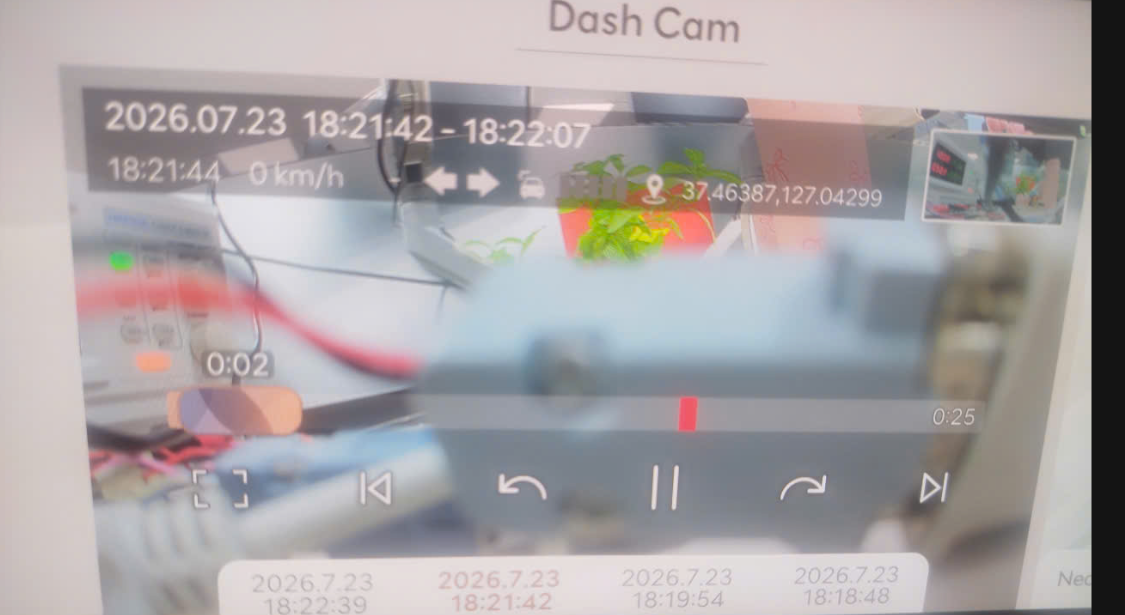 Dash Cam
2026.07.23 18:21:42 - 18:22:07
18:21:44 0 km/h 37.46387,127.04299
0:02
0:25
2026.7.23 2026.7.23 2026.7.23 2026.7.23
18:22:39 18:21:42 18:19:54 18:18:48